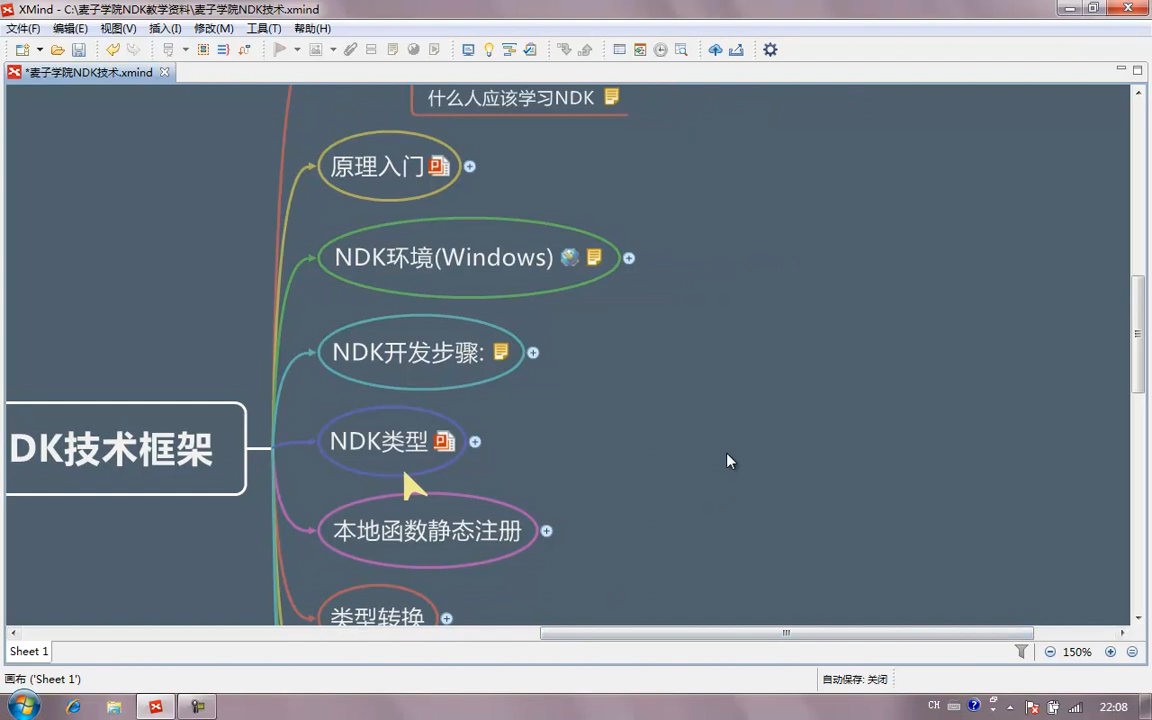 XMind - C:\麦子学院NDK教学资料\麦子学院NDK技术.xmind
文件(F) 编辑(E) 视图(V) 插入(I) 修改(M) 工具(T) 帮助(H)
*麦子学院NDK技术.xmind
什么人应该学习NDK
原理入门
NDK环境(Windows)
NDK开发步骤:
DK技术框架
NDK类型
本地函数静态注册
类型转换
Sheet 1
150%
画布 ('Sheet 1')
自动保存: 关闭
CH
22:08